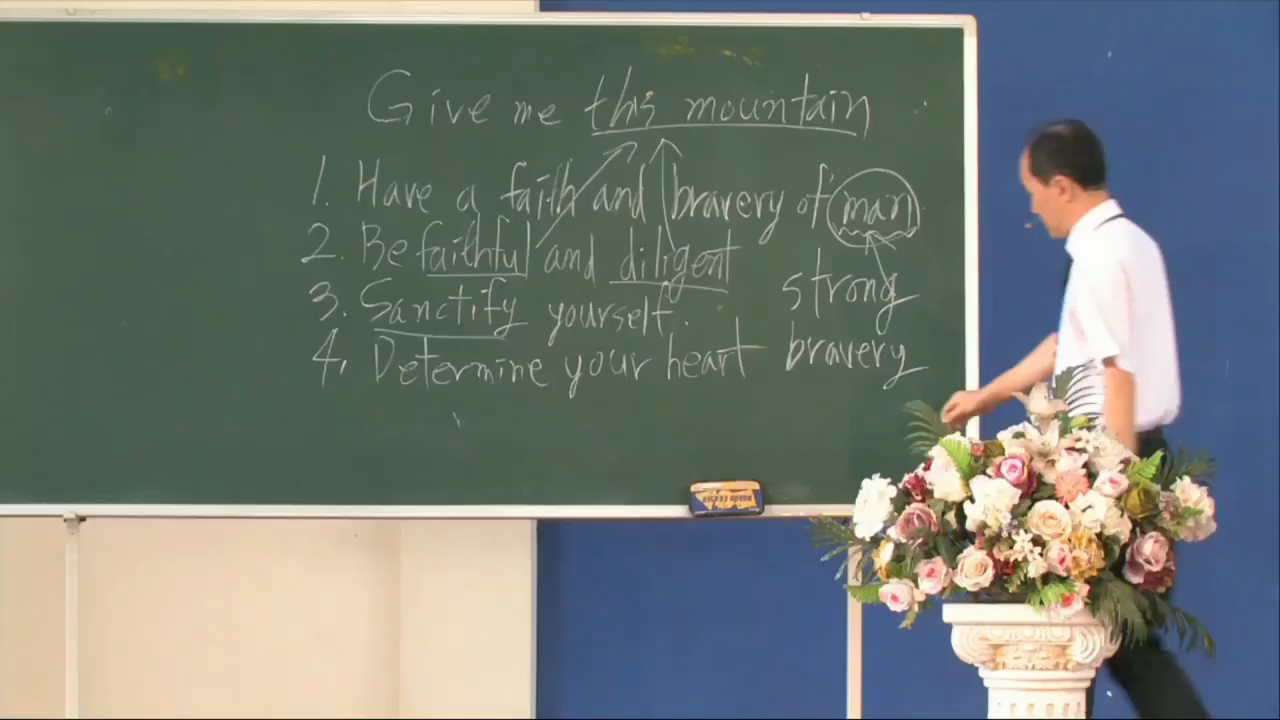 Give me this mountain
1. Have a faith and bravery of man
2. Be faithful and diligent
strong
3. Sanctify yourself.
4. Determine your heart
bravery